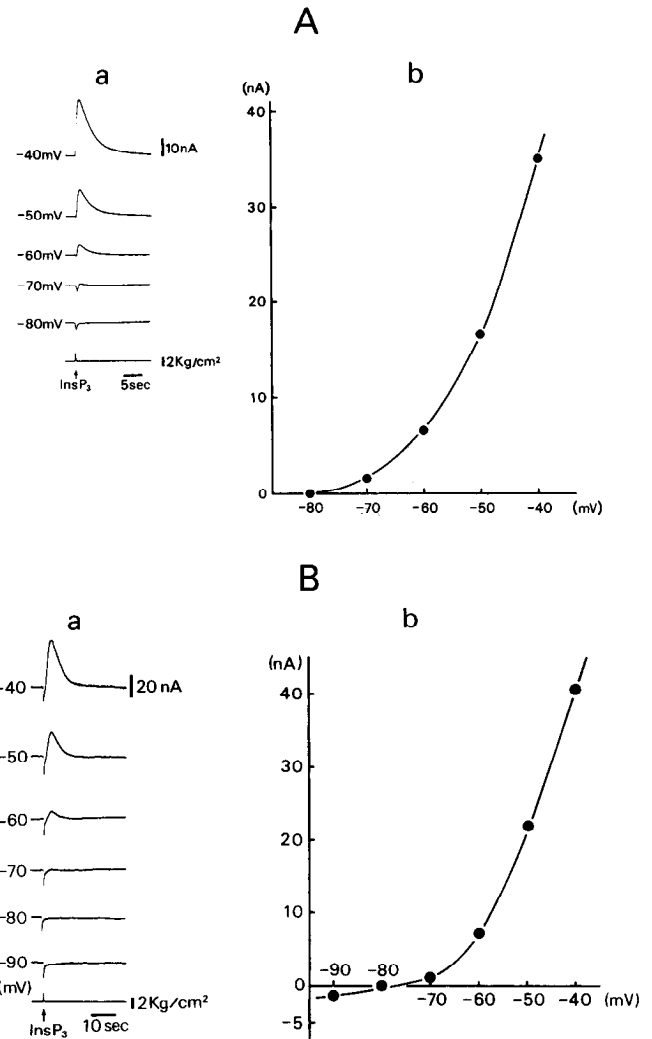 A
a
-40mV
10nA
-50mV
-60mV
-70mV
-80mV
2Kg/cm²
InsP₃ 5sec
b
(nA)
40
30
20
10
0
-80 -70 -60 -50 -40 (mV)
B
a
-40
20 nA
-50
-60
-70
-80
-90
(mV)
2Kg/cm²
InsP₃ 10 sec
b
(nA)
40
30
20
10
-90 -80
0
-70 -60 -50 -40 (mV)
-5